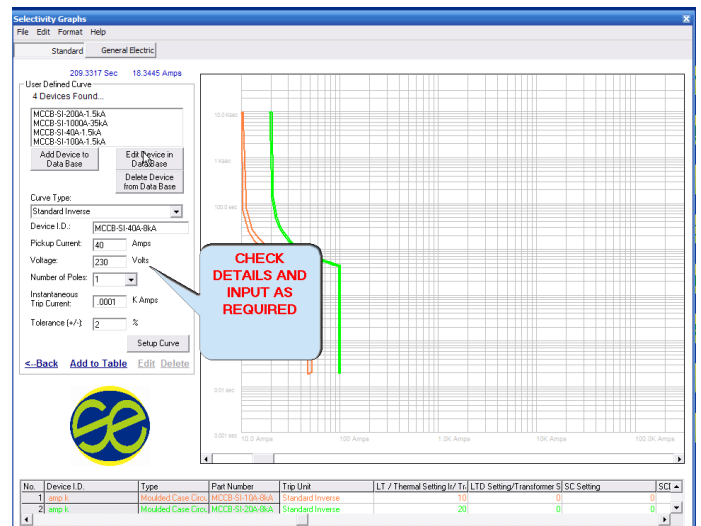 Selectivity Graphs
File Edit Format Help
Standard General Electric
209.3317 Sec 18.3445 Amps
User Defined Curve
4 Devices Found...
MCCB-SI-200A-1.5kA
MCCB-SI-1000A-35kA
MCCB-SI-40A-1.5kA
MCCB-SI-100A-1.5kA
Add Device to
Data Base
Edit Device in
Data Base
Delete Device
from Data Base
Curve Type:
Standard Inverse
Device I.D.: MCCB-SI-40A-8kA
Pickup Current: 40 Amps
Voltage: 230 Volts
Number of Poles: 1
Instantaneous
Trip Current: .0001 K Amps
Tolerance (+/-): 2 %
Setup Curve
<--Back Add to Table Edit Delete
CHECK
DETAILS AND
INPUT AS
REQUIRED
10.0 Ksec
1 Ksec
100.0 sec
0.01 sec
0.001 sec 10.0 Amps 100 Amps 1.0K Amps 10K Amps 100.0K Amps
se
No. Device I.D. Type Part Number Trip Unit LT / Thermal Setting Ir/ Tr. LTD Setting/Transformer S SC Setting SCI
1 amp k Moulded Case Circu MCCB-SI-10A-8kA Standard Inverse 10 0 0
2 amp k Moulded Case Circu MCCB-SI-20A-8kA Standard Inverse 20 0 0